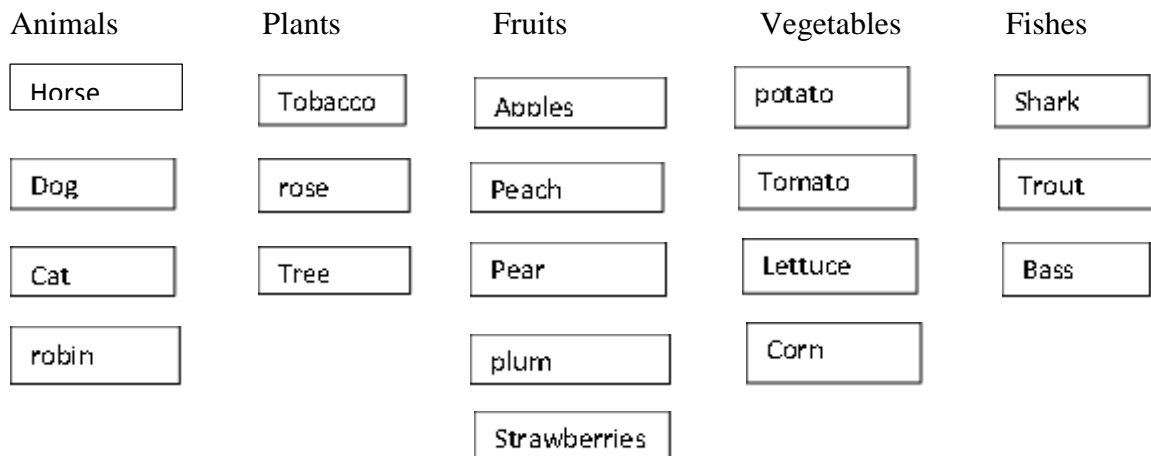 Animals Plants Fruits Vegetables Fishes
Horse Tobacco Apples potato Shark
Dog rose Peach Tomato Trout
Cat Tree Pear Lettuce Bass
robin plum Corn
Strawberries